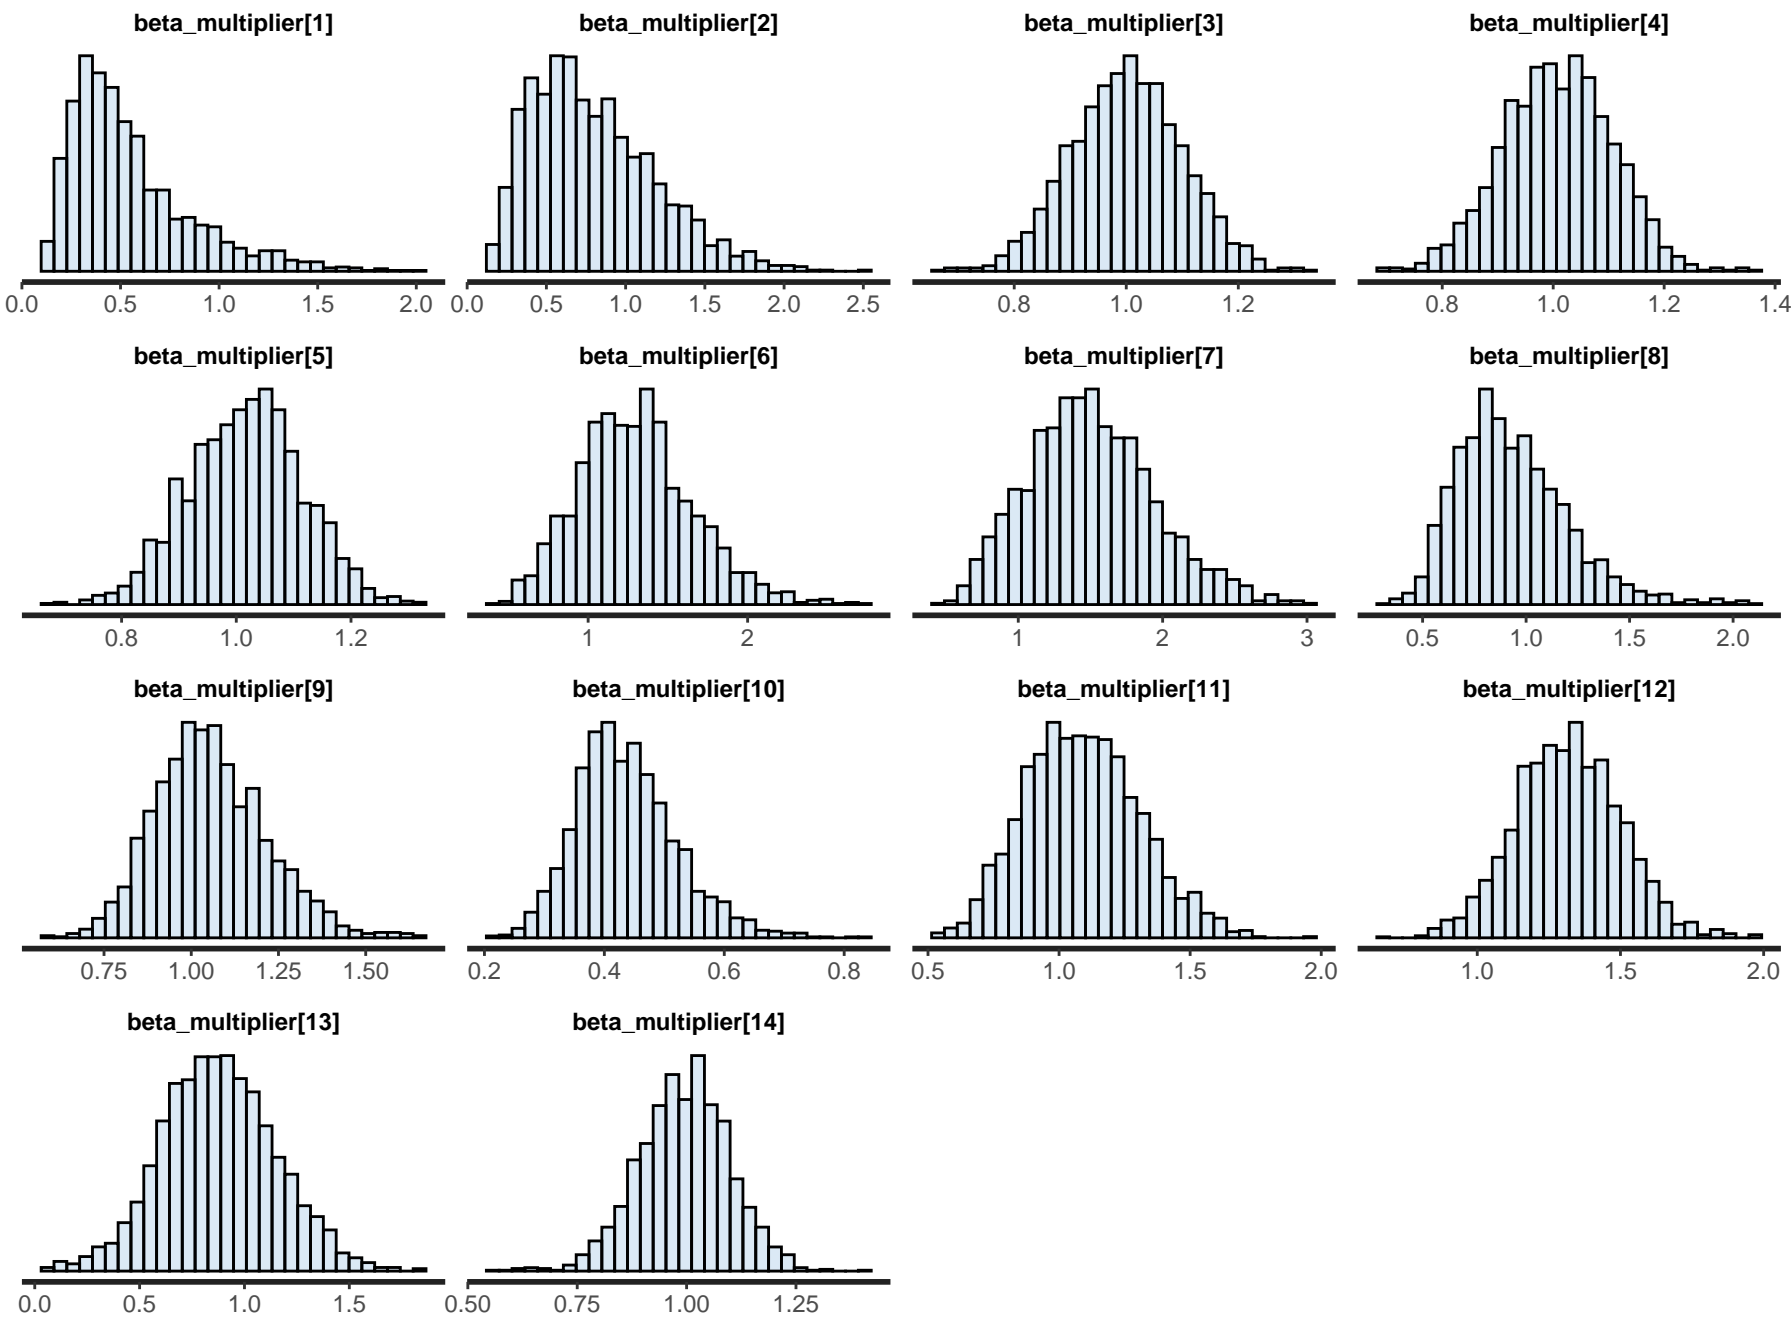 beta_multiplier[1] beta_multiplier[2] beta_multiplier[3] beta_multiplier[4]
0.0 0.5 1.0 1.5 2.0 0.0 0.5 1.0 1.5 2.0 2.5 0.8 1.0 1.2 0.8 1.0 1.2 1.4
beta_multiplier[5] beta_multiplier[6] beta_multiplier[7] beta_multiplier[8]
0.8 1.0 1.2 1 2 1 2 3 0.5 1.0 1.5 2.0
beta_multiplier[9] beta_multiplier[10] beta_multiplier[11] beta_multiplier[12]
0.75 1.00 1.25 1.50 0.2 0.4 0.6 0.8 0.5 1.0 1.5 2.0 1.0 1.5 2.0
beta_multiplier[13] beta_multiplier[14]
0.0 0.5 1.0 1.5 0.50 0.75 1.00 1.25